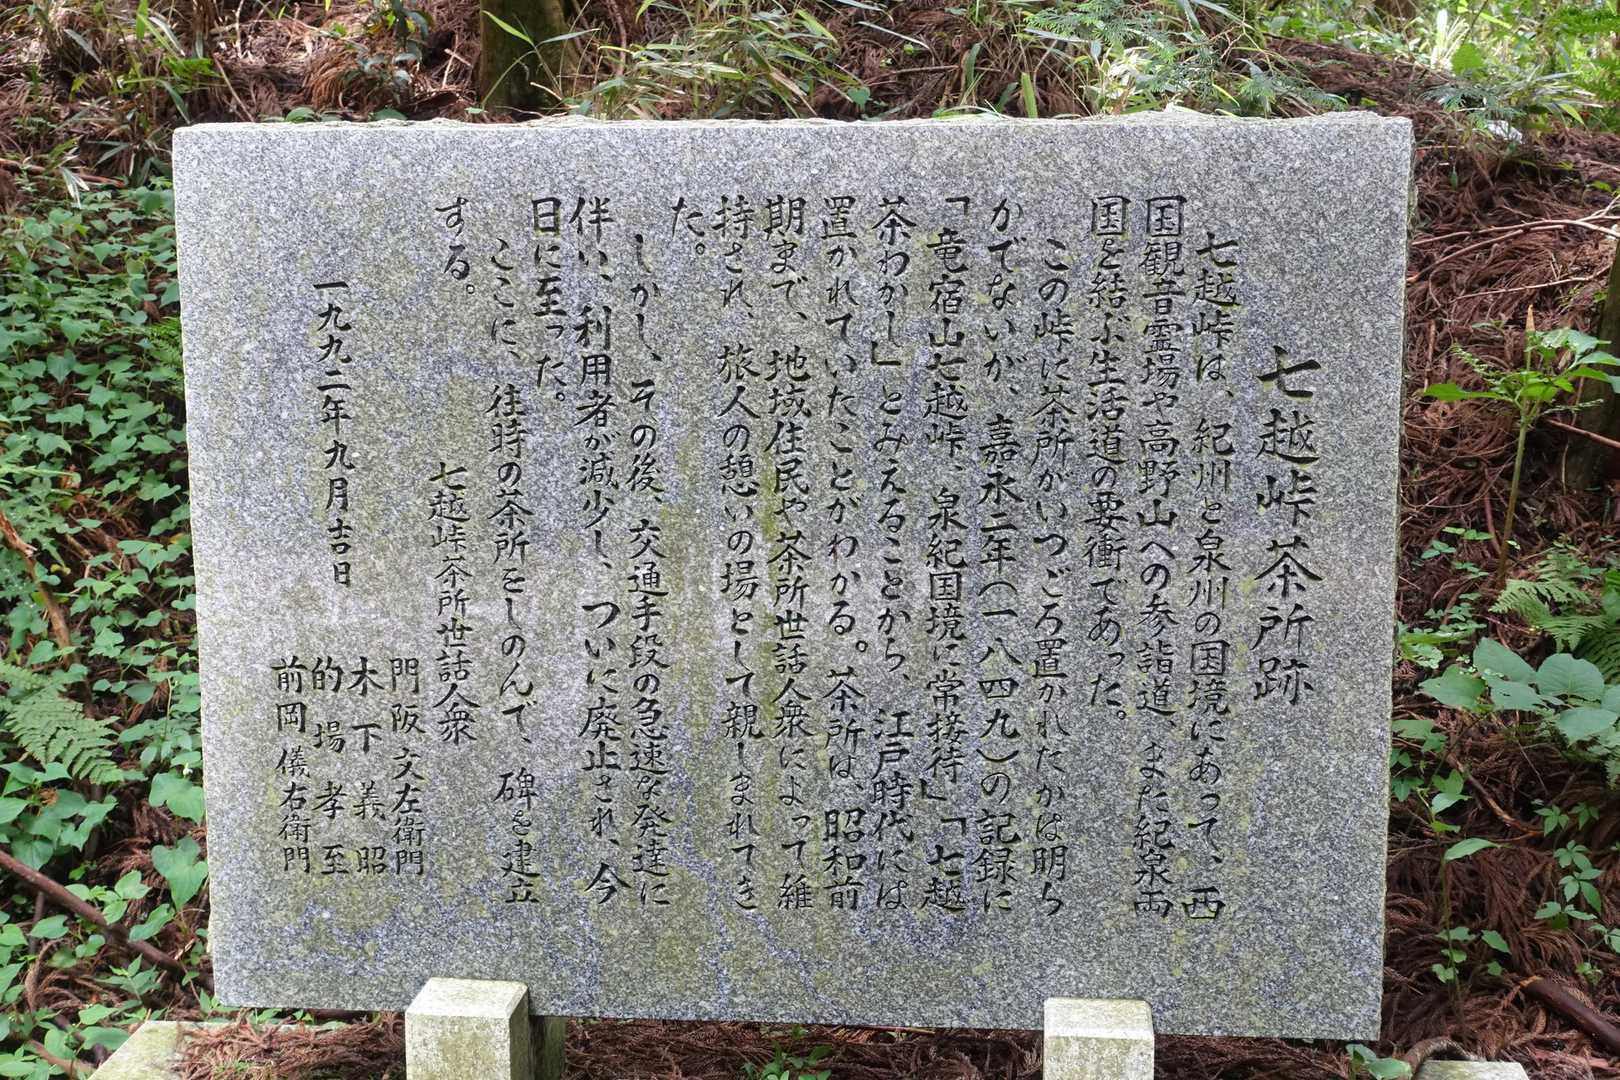 七越峠茶所跡
七越峠は、紀州と泉州の国境にあって、西
国観音霊場や高野山への参詣道、また紀泉両
国を結ぶ生活道の要衝であった。
この峠に茶所がいつごろ置かれたかは明ら
かでないが、嘉永二年（一八四九）の記録に
「竜宿山七越峠、泉紀国境に常接待」「七越
茶わかし」とみえることから、江戸時代には
置かれていたことがわかる。茶所は、昭和前
期まで、地域住民や茶所世話人衆によって維
持され、旅人の憩いの場として親しまれてき
た。
しかし、その後、交通手段の急速な発達に
伴い、利用者が減少し、ついに廃止され、今
日に至った。
ここに、往時の茶所をしのんで、碑を建立
する。
七越峠茶所世話人衆
門阪文左衛門
木下義昭
的場孝至
前岡儀右衛門
一九九二年九月吉日